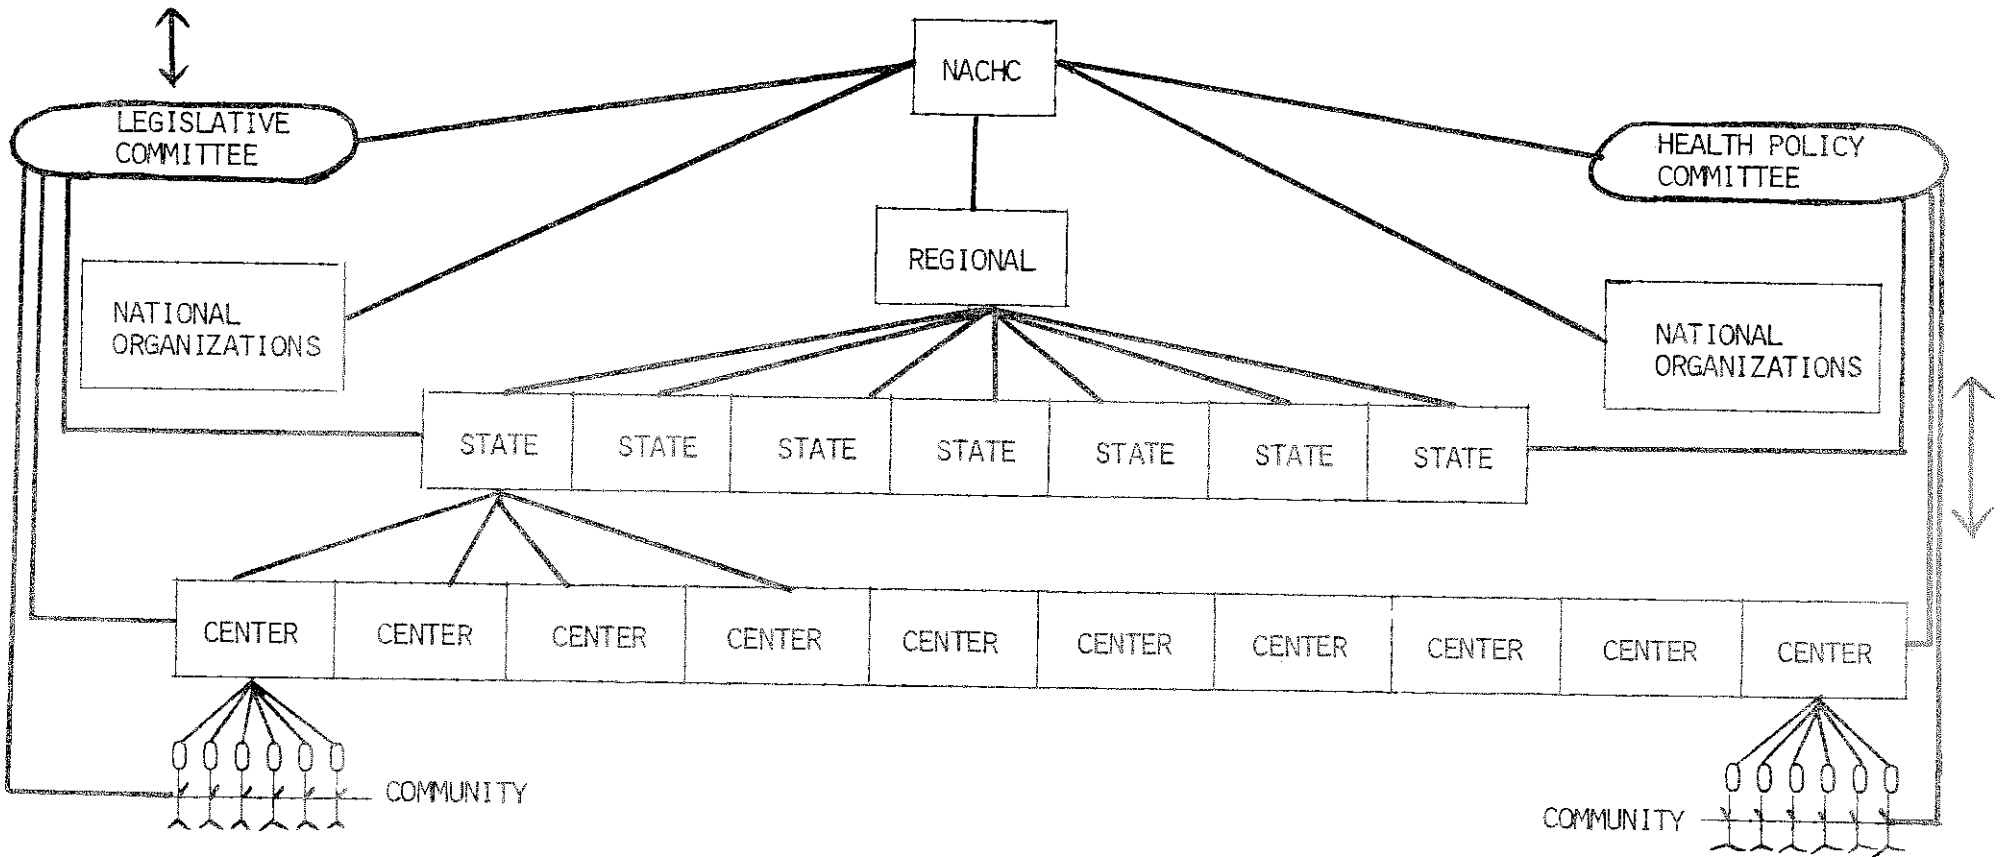 NACHC
LEGISLATIVE
COMMITTEE
HEALTH POLICY
COMMITTEE
REGIONAL
NATIONAL
ORGANIZATIONS
NATIONAL
ORGANIZATIONS
STATE STATE STATE STATE STATE STATE STATE
CENTER CENTER CENTER CENTER CENTER CENTER CENTER CENTER CENTER CENTER
COMMUNITY
COMMUNITY